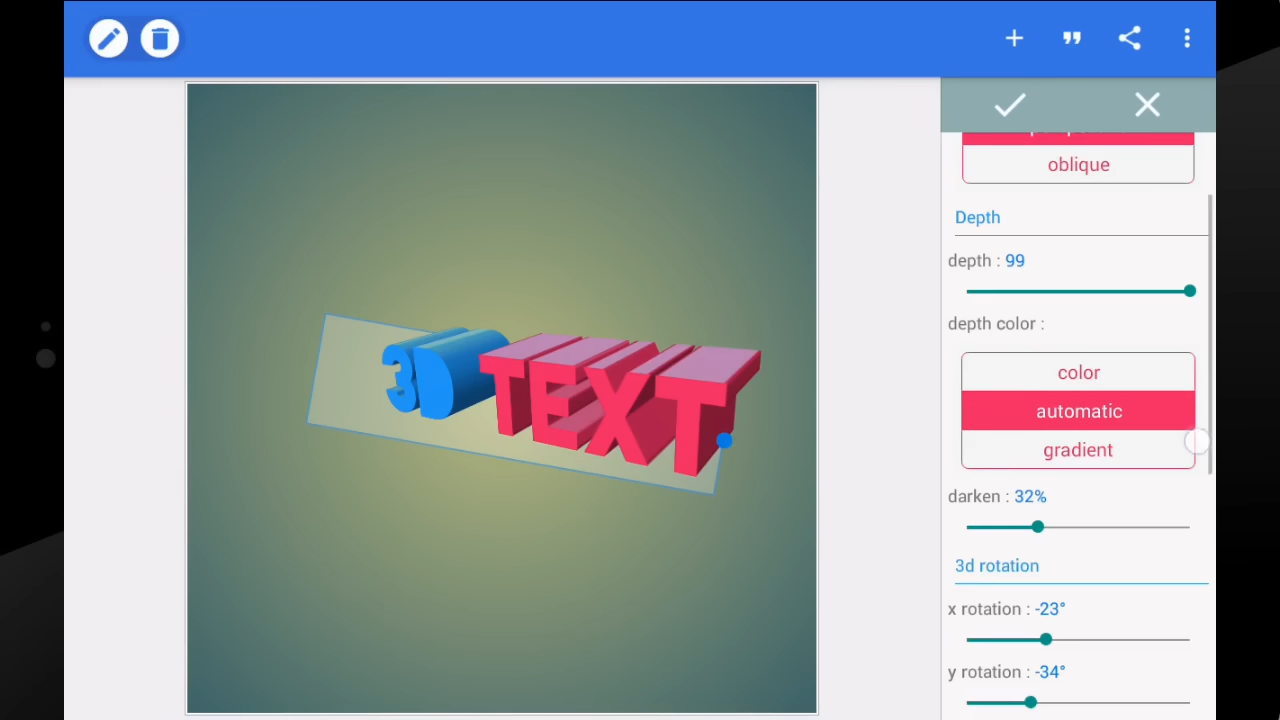 3D TEXT
oblique
Depth
depth : 99
depth color :
color
automatic
gradient
darken : 32%
3d rotation
x rotation : -23°
y rotation : -34°